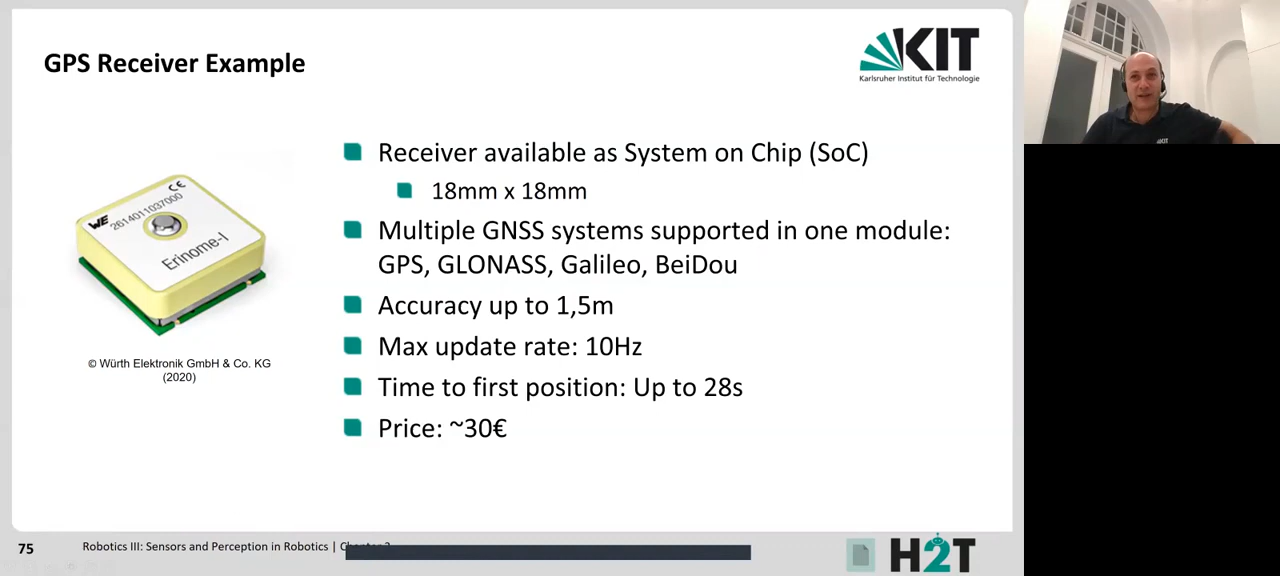 GPS Receiver Example
KIT
Karlsruher Institut für Technologie
Receiver available as System on Chip (SoC)
18mm x 18mm
Multiple GNSS systems supported in one module:
GPS, GLONASS, Galileo, BeiDou
Accuracy up to 1,5m
Max update rate: 10Hz
Time to first position: Up to 28s
Price: ~30€
WE
CE
2614011037000
Erinome-I
© Würth Elektronik GmbH & Co. KG
(2020)
75
Robotics III: Sensors and Perception in Robotics |
H2T
KIT